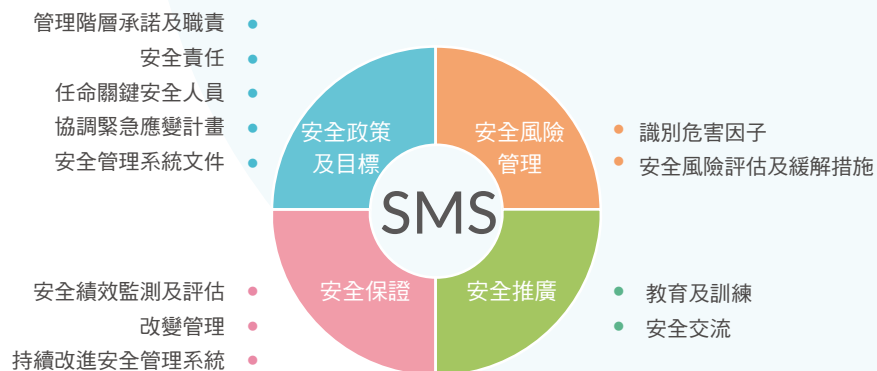 管理階層承諾及職責
安全責任
任命關鍵安全人員
協調緊急應變計畫
安全管理系統文件
安全政策
及目標
安全風險
管理
識別危害因子
安全風險評估及緩解措施
SMS
安全保證
安全推廣
安全績效監測及評估
改變管理
持續改進安全管理系統
教育及訓練
安全交流